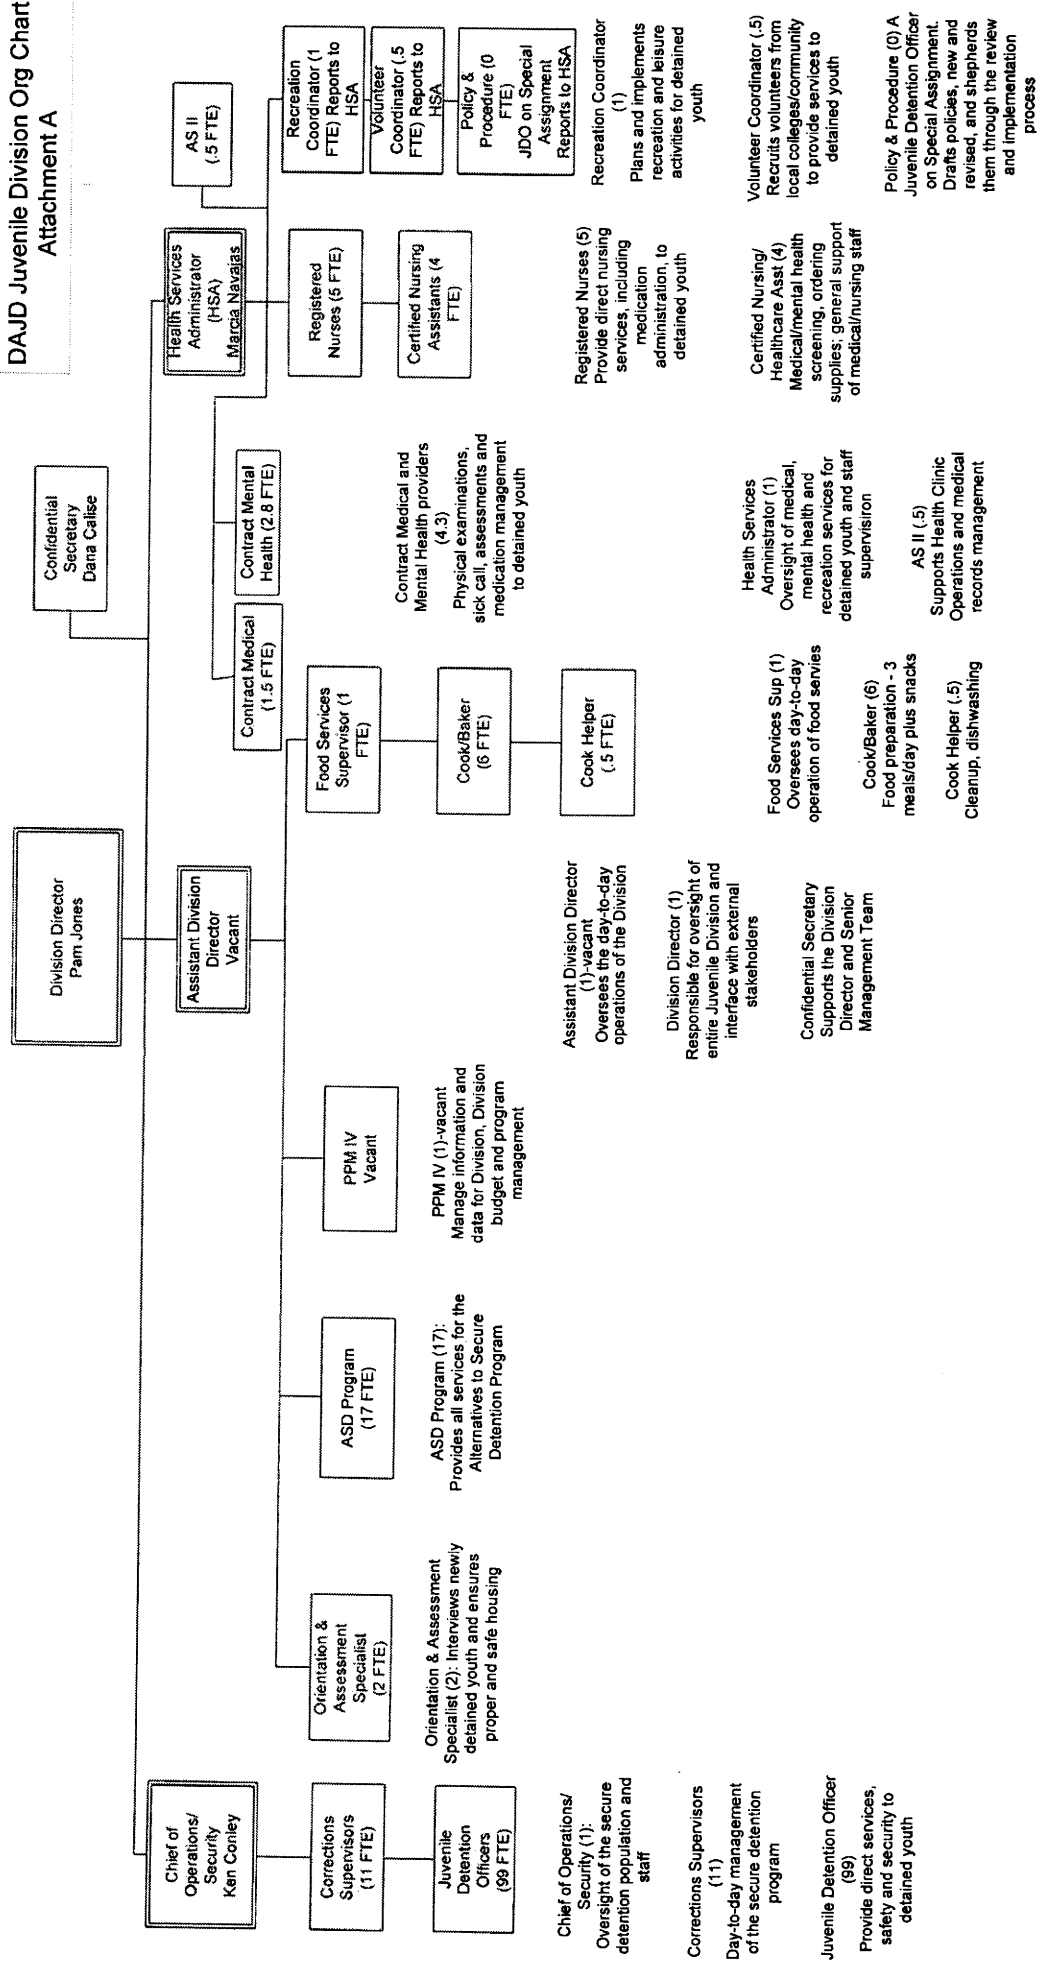 DAJD Juvenile Division Org Chart
Attachment A
Division Director
Pam Jones
Confidential
Secretary
Dana Calise
Chief of
Operations/
Security
Ken Conley
Assistant Division
Director
Vacant
Health Services
Administrator
(HSA)
Marcia Navajas
AS II
(.5 FTE)
Corrections
Supervisors
(11 FTE)
Juvenile
Detention
Officers
(99 FTE)
Orientation &
Assessment
Specialist
(2 FTE)
ASD Program
(17 FTE)
PPM IV
Vacant
Food Services
Supervisor (1
FTE)
Cook/Baker
(6 FTE)
Cook Helper
(.5 FTE)
Contract Medical
(1.5 FTE)
Contract Mental
Health (2.8 FTE)
Registered
Nurses (5 FTE)
Certified Nursing
Assistants (4
FTE)
Recreation
Coordinator (1
FTE) Reports to
HSA
Volunteer
Coordinator (.5
FTE) Reports to
HSA
Policy &
Procedure (0
FTE)
JDO on Special
Assignment
Reports to HSA
Chief of Operations/
Security (1):
Oversight of the secure
detention population and
staff
Corrections Supervisors
(11)
Day-to-day management
of the secure detention
program
Juvenile Detention Officer
(99)
Provide direct services,
safety and security to
detained youth
Orientation & Assessment
Specialist (2): Interviews newly
detained youth and ensures
proper and safe housing
ASD Program (17):
Provides all services for the
Alternatives to Secure
Detention Program
PPM IV (1)-vacant
Manage information and
data for Division, Division
budget and program
management
Assistant Division Director
(1)-vacant
Oversees the day-to-day
operations of the Division
Division Director (1)
Responsible for oversight of
entire Juvenile Division and
interface with external
stakeholders
Confidential Secretary
Supports the Division
Director and Senior
Management Team
Food Services Sup (1)
Oversees day-to-day
operation of food servies
Cook/Baker (6)
Food preparation - 3
meals/day plus snacks
Cook Helper (.5)
Cleanup, dishwashing
Contract Medical and
Mental Health providers
(4.3)
Physical examinations,
sick call, assessments and
medication management
to detained youth
Health Services
Administrator (1)
Oversight of medical,
mental health and
recreation services for
detained youth and staff
supervisiron
AS II (.5)
Supports Health Clinic
Operations and medical
records management
Registered Nurses (5)
Provide direct nursing
services, including
medication
administration, to
detained youth
Certified Nursing/
Healthcare Asst (4)
Medical/mental health
screening, ordering
supplies; general support
of medical/nursing staff
Recreation Coordinator
(1)
Plans and implements
recreation and leisure
activities for detained
youth
Volunteer Coordinator (.5)
Recruits volunteers from
local colleges/community
to provide services to
detained youth
Policy & Procedure (0) A
Juvenile Detention Officer
on Special Assignment.
Drafts policies, new and
revised, and shepherds
them through the review
and implementation
process